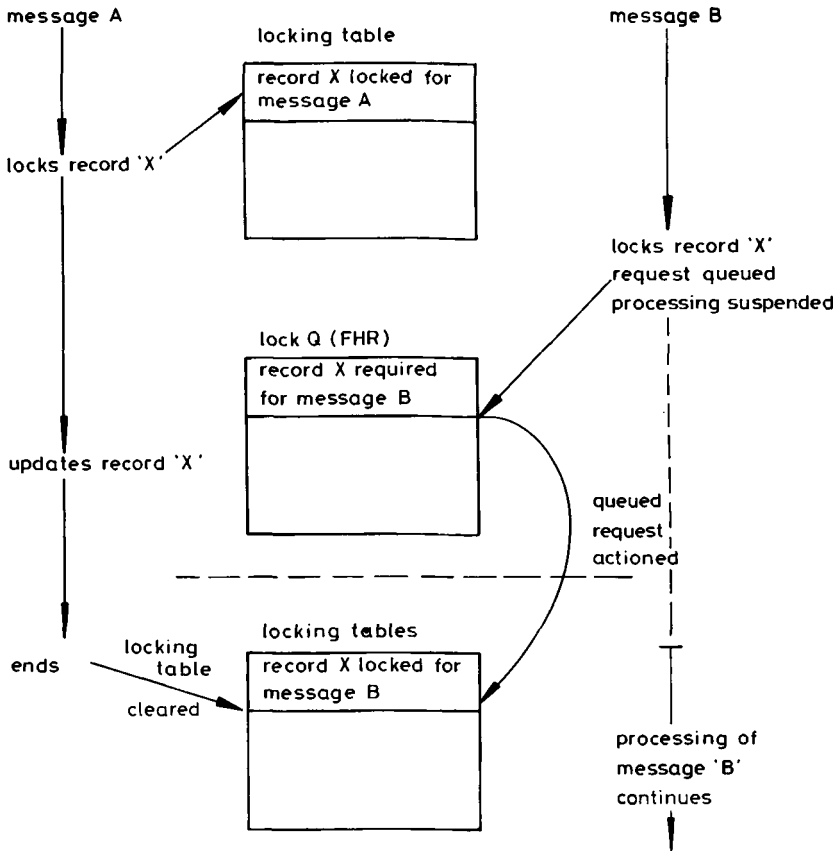 message A
message B
locking table
record X locked for
message A
locks record 'X'
locks record 'X'
request queued
processing suspended
lock Q (FHR)
record X required
for message B
updates record 'X'
queued
request
actioned
locking tables
ends
locking
table
cleared
record X locked for
message B
processing of
message 'B'
continues